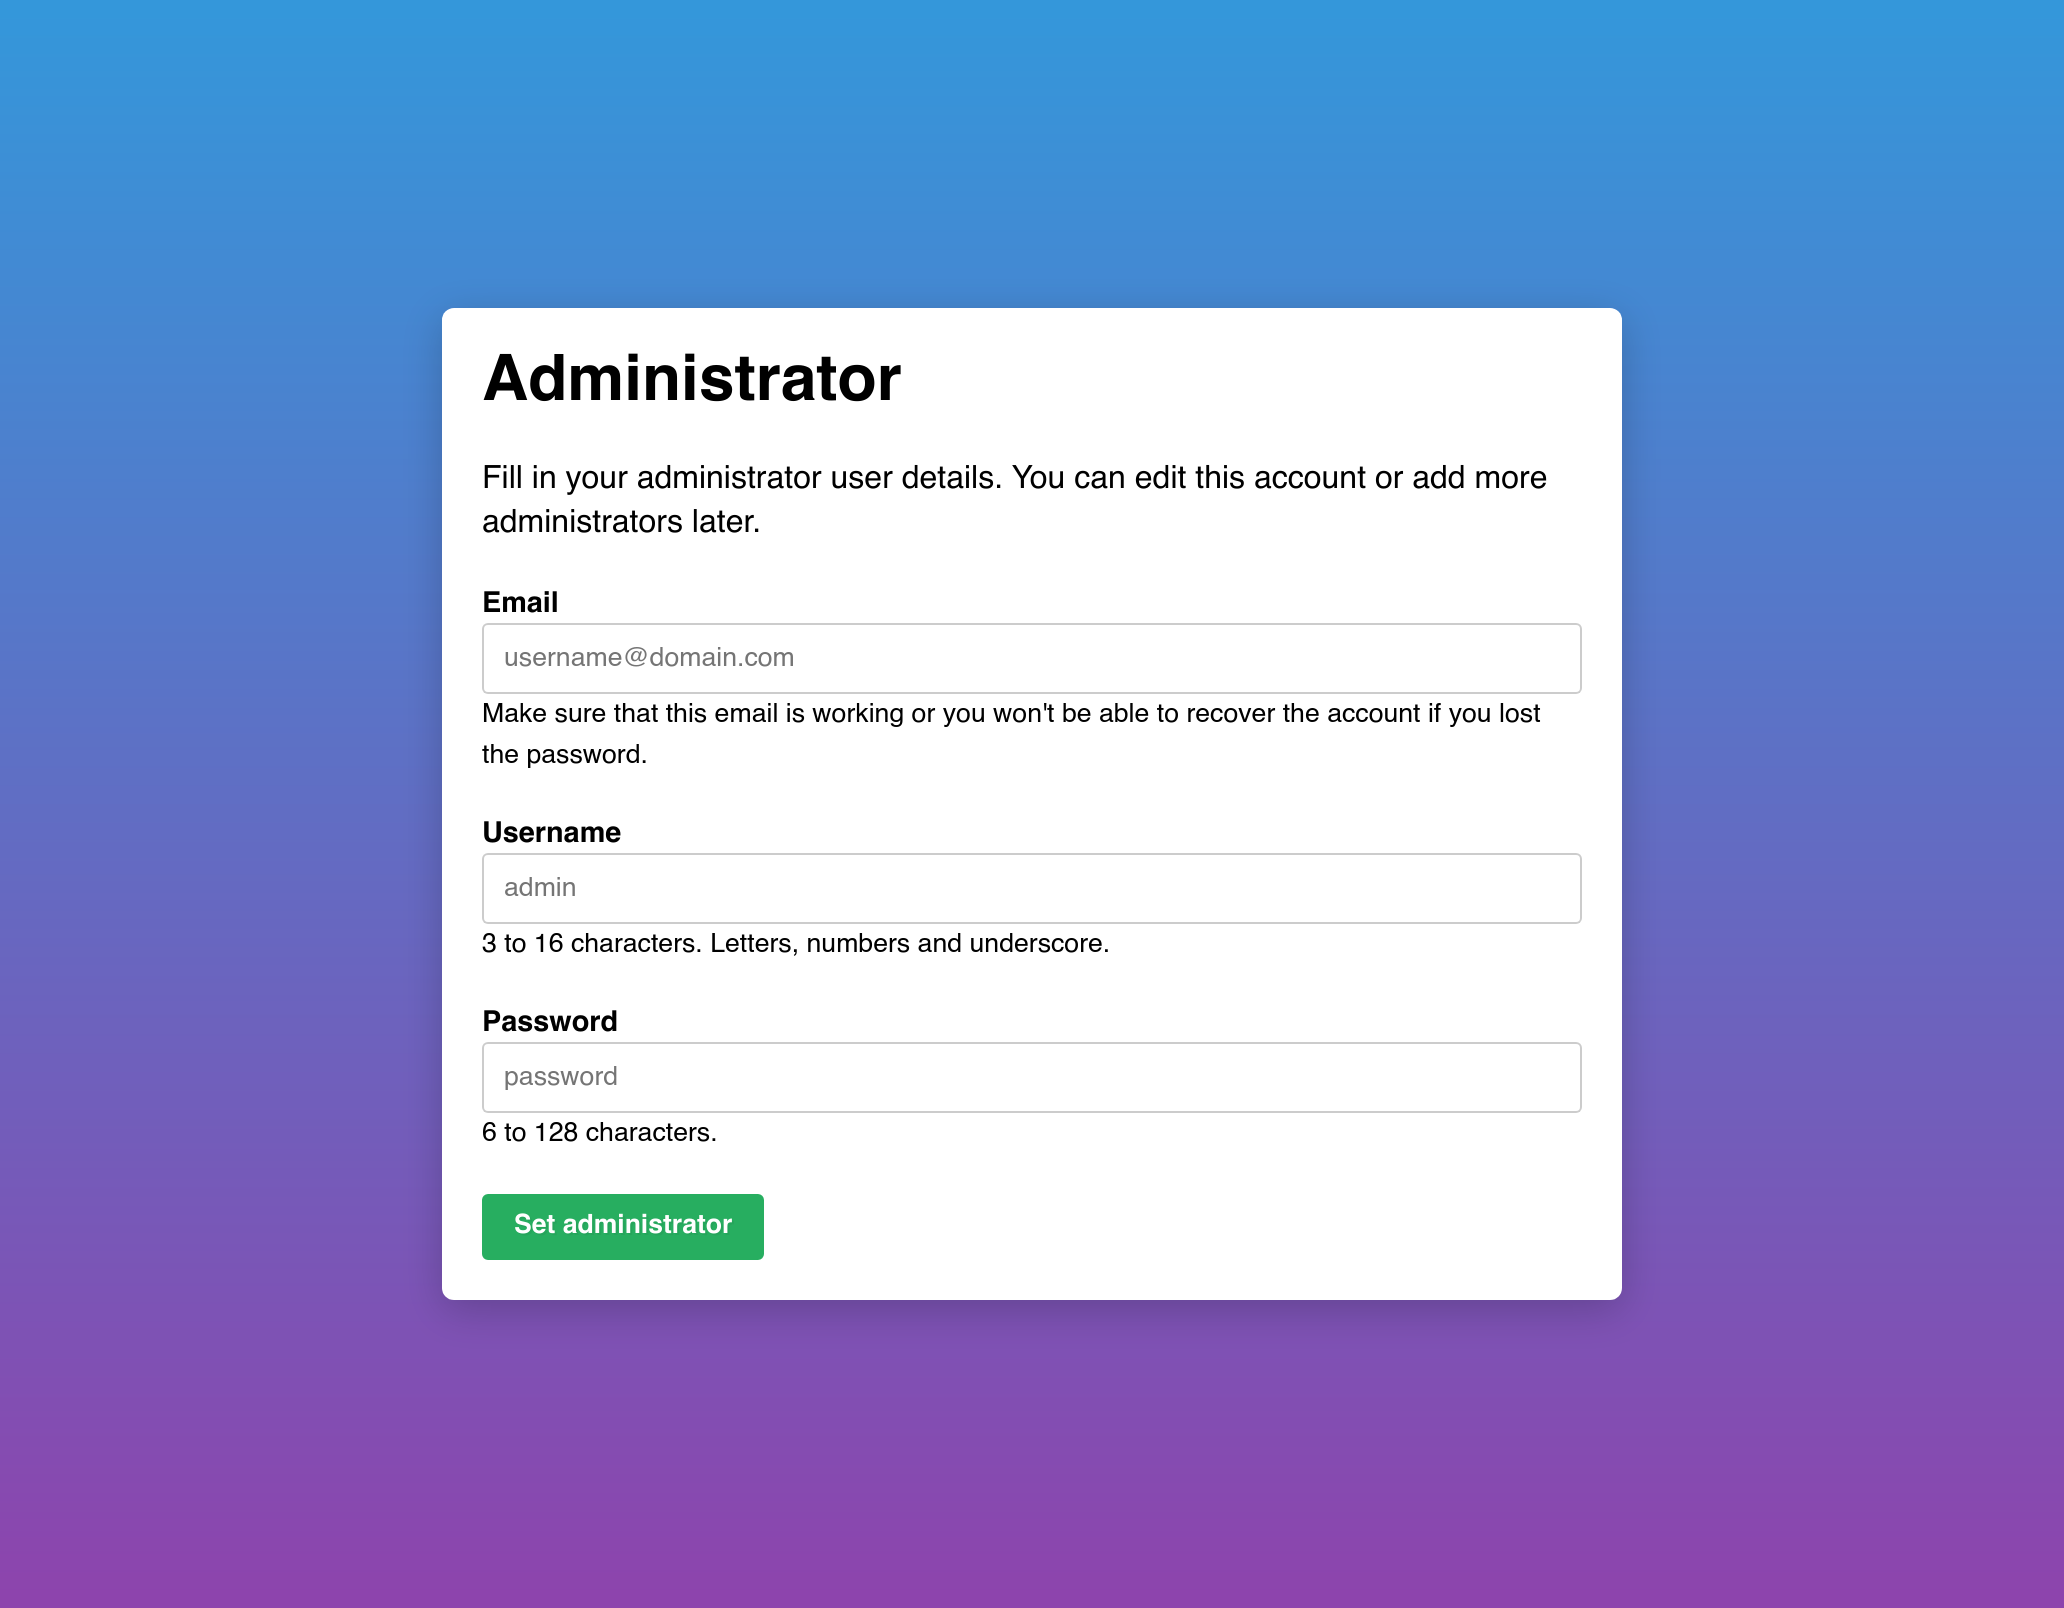 Administrator
Fill in your administrator user details. You can edit this account or add more
administrators later.
Email
username@domain.com
Make sure that this email is working or you won't be able to recover the account if you lost
the password.
Username
admin
3 to 16 characters. Letters, numbers and underscore.
Password
password
6 to 128 characters.
Set administrator